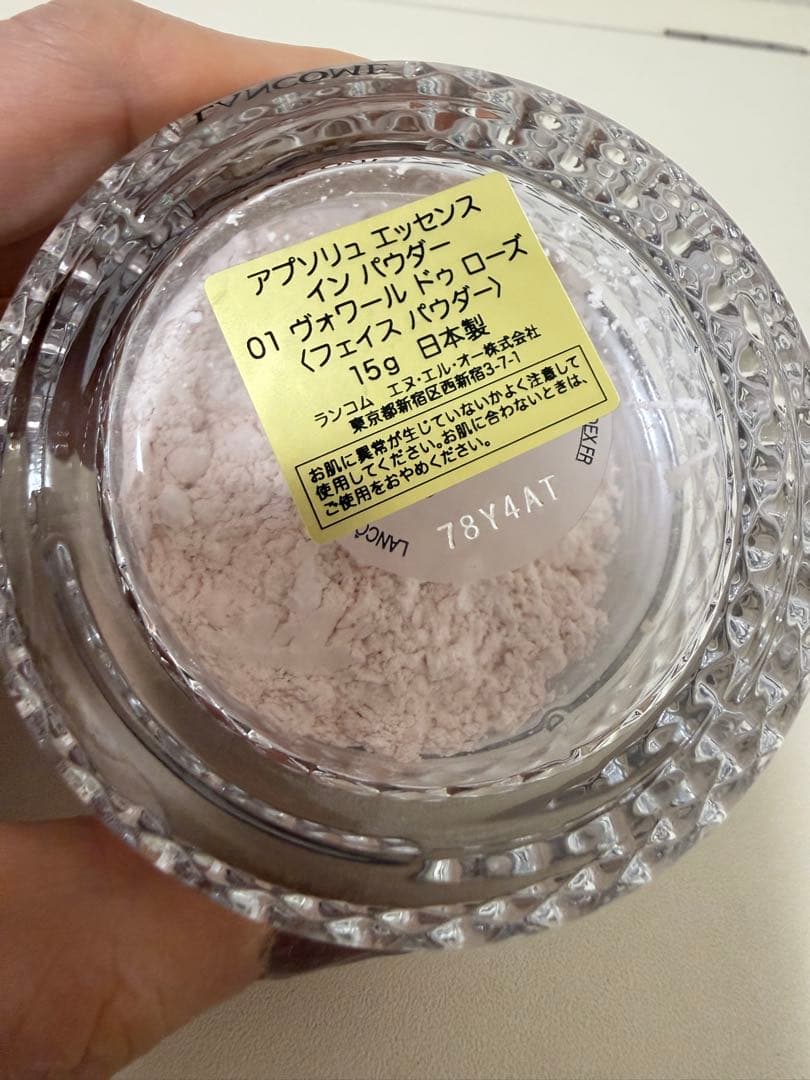 LANCOME
アプソリュ エッセンス
イン パウダー
01 ヴォワール ドゥ ローズ
〈フェイス パウダー〉
15g 日本製
ランコム エヌ・エル・オー株式会社
東京都新宿区西新宿3-7-1
お肌に異常が生じていないかよく注意して
使用してください。お肌に合わないときは、
ご使用をおやめください。
DEX FR
78Y4AT
LANCÔ